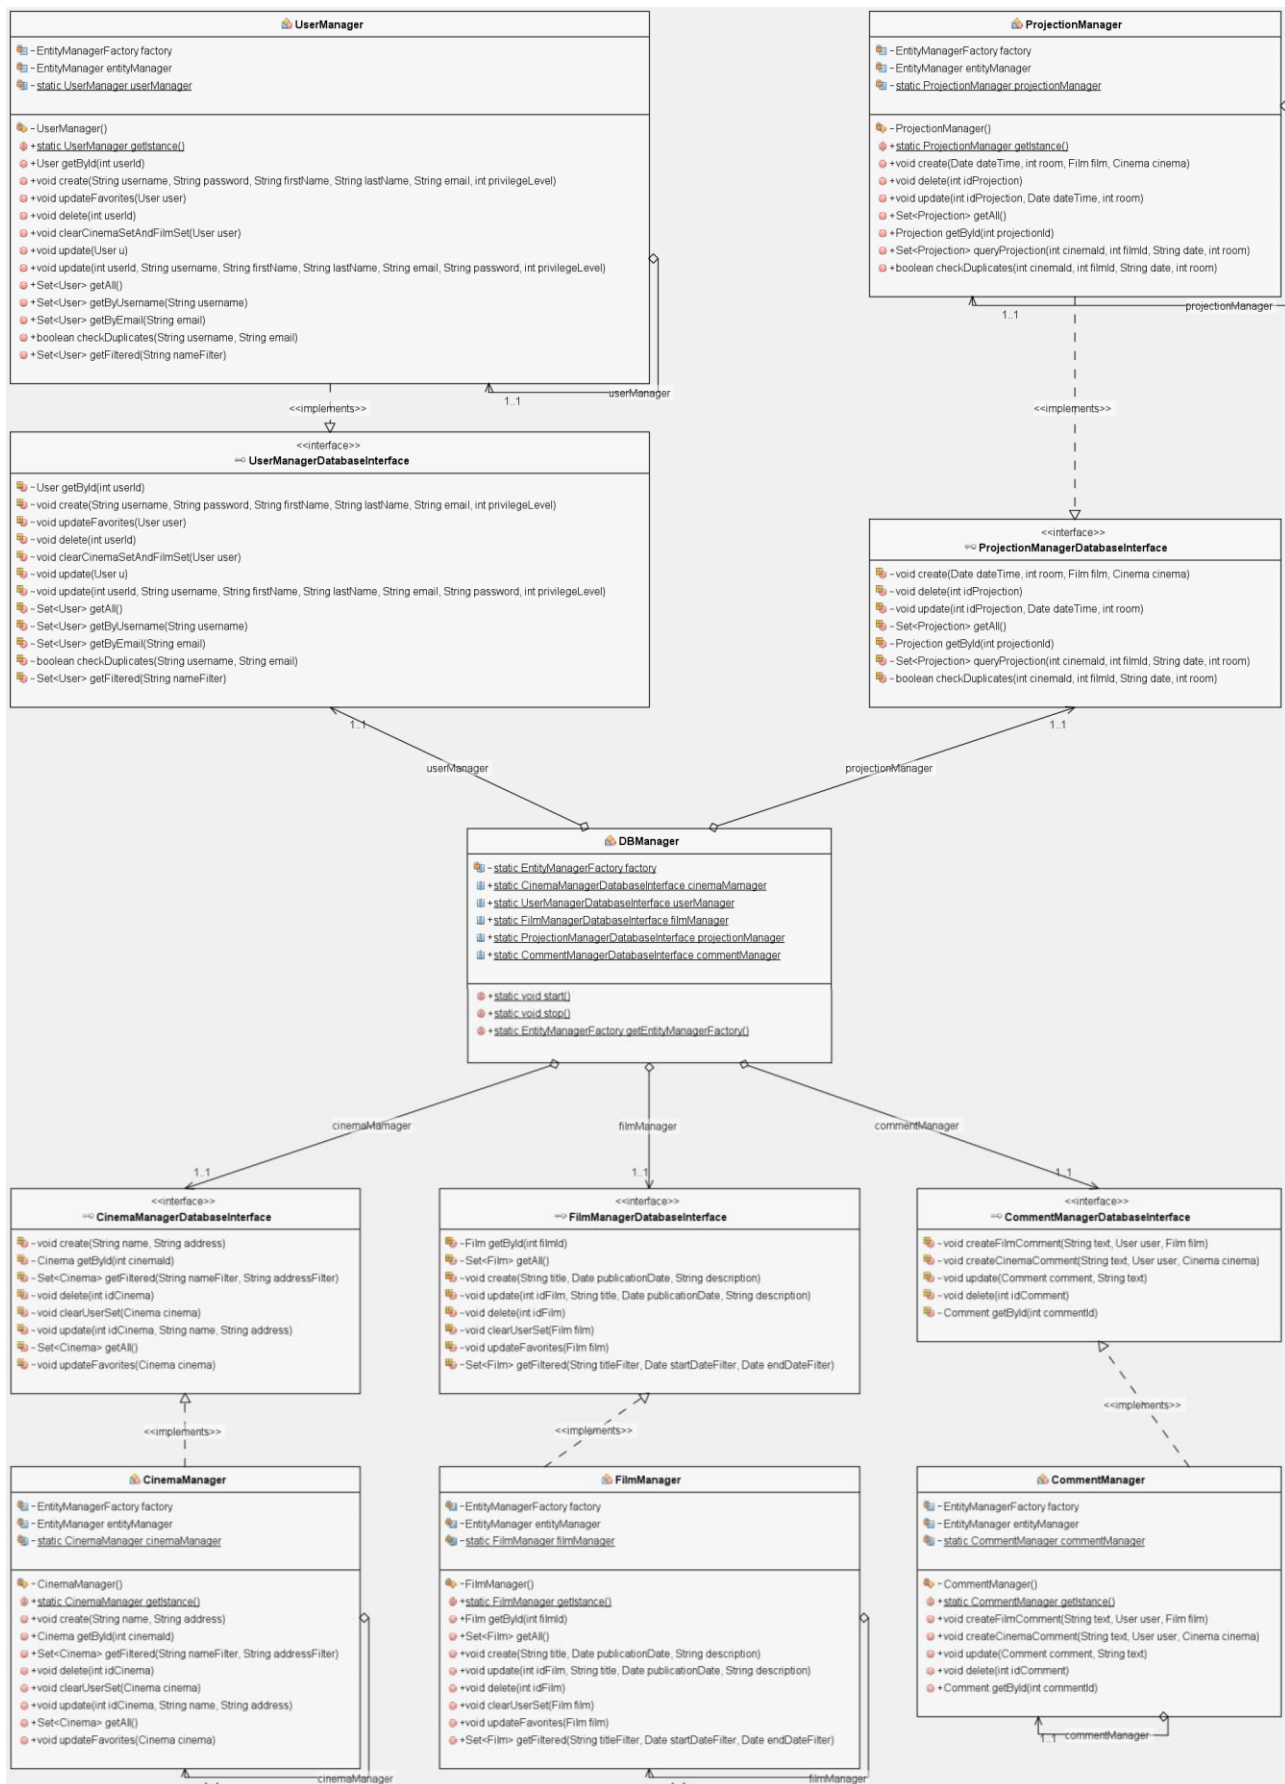 UserManager
-EntityManagerFactory factory
-EntityManager entityManager
-static UserManager userManager
-UserManager()
+static UserManager getIstance()
+User getById(int userId)
+void create(String username, String password, String firstName, String lastName, String email, int privilegeLevel)
+void updateFavorites(User user)
+void delete(int userId)
+void clearCinemaSetAndFilmSet(User user)
+void update(User u)
+void update(int userId, String username, String firstName, String lastName, String email, String password, int privilegeLevel)
+Set<User> getAll()
+Set<User> getByUsername(String username)
+Set<User> getByEmail(String email)
+boolean checkDuplicates(String username, String email)
+Set<User> getFiltered(String nameFilter)
1..1
userManager
<<implements>>
ProjectionManager
-EntityManagerFactory factory
-EntityManager entityManager
-static ProjectionManager projectionManager
-ProjectionManager()
+static ProjectionManager getIstance()
+void create(Date dateTime, int room, Film film, Cinema cinema)
+void delete(int idProjection)
+void update(int idProjection, Date dateTime, int room)
+Set<Projection> getAll()
+Projection getById(int projectionId)
+Set<Projection> queryProjection(int cinemaId, int filmId, String date, int room)
+boolean checkDuplicates(int cinemaId, int filmId, String date, int room)
1..1
projectionManager
<<implements>>
<<interface>>
UserManagerDatabaseInterface
~User getById(int userId)
~void create(String username, String password, String firstName, String lastName, String email, int privilegeLevel)
~void updateFavorites(User user)
~void delete(int userId)
~void clearCinemaSetAndFilmSet(User user)
~void update(User u)
~void update(int userId, String username, String firstName, String lastName, String email, String password, int privilegeLevel)
~Set<User> getAll()
~Set<User> getByUsername(String username)
~Set<User> getByEmail(String email)
~boolean checkDuplicates(String username, String email)
~Set<User> getFiltered(String nameFilter)
<<interface>>
ProjectionManagerDatabaseInterface
~void create(Date dateTime, int room, Film film, Cinema cinema)
~void delete(int idProjection)
~void update(int idProjection, Date dateTime, int room)
~Set<Projection> getAll()
~Projection getById(int projectionId)
~Set<Projection> queryProjection(int cinemaId, int filmId, String date, int room)
~boolean checkDuplicates(int cinemaId, int filmId, String date, int room)
1..1
1..1
userManager
projectionManager
DBManager
-static EntityManagerFactory factory
+static CinemaManagerDatabaseInterface cinemaMamager
+static UserManagerDatabaseInterface userManager
+static FilmManagerDatabaseInterface filmManager
+static ProjectionManagerDatabaseInterface projectionManager
+static CommentManagerDatabaseInterface commentManager
+static void start()
+static void stop()
+static EntityManagerFactory getEntityManagerFactory()
cinemaMamager
filmManager
commentManager
1..1
1..1
1..1
<<interface>>
CinemaManagerDatabaseInterface
~void create(String name, String address)
~Cinema getById(int cinemaId)
~Set<Cinema> getFiltered(String nameFilter, String addressFilter)
~void delete(int idCinema)
~void clearUserSet(Cinema cinema)
~void update(int idCinema, String name, String address)
~Set<Cinema> getAll()
~void updateFavorites(Cinema cinema)
<<interface>>
FilmManagerDatabaseInterface
~Film getById(int filmId)
~Set<Film> getAll()
~void create(String title, Date publicationDate, String description)
~void update(int idFilm, String title, Date publicationDate, String description)
~void delete(int idFilm)
~void clearUserSet(Film film)
~void updateFavorites(Film film)
~Set<Film> getFiltered(String titleFilter, Date startDateFilter, Date endDateFilter)
<<interface>>
CommentManagerDatabaseInterface
~void createFilmComment(String text, User user, Film film)
~void createCinemaComment(String text, User user, Cinema cinema)
~void update(Comment comment, String text)
~void delete(int idComment)
~Comment getById(int commentId)
<<implements>>
<<implements>>
<<implements>>
CinemaManager
-EntityManagerFactory factory
-EntityManager entityManager
-static CinemaManager cinemaManager
-CinemaManager()
+static CinemaManager getIstance()
+void create(String name, String address)
+Cinema getById(int cinemaId)
+Set<Cinema> getFiltered(String nameFilter, String addressFilter)
+void delete(int idCinema)
+void clearUserSet(Cinema cinema)
+void update(int idCinema, String name, String address)
+Set<Cinema> getAll()
+void updateFavorites(Cinema cinema)
cinemaManager
FilmManager
-EntityManagerFactory factory
-EntityManager entityManager
-static FilmManager filmManager
-FilmManager()
+static FilmManager getIstance()
+Film getById(int filmId)
+Set<Film> getAll()
+void create(String title, Date publicationDate, String description)
+void update(int idFilm, String title, Date publicationDate, String description)
+void delete(int idFilm)
+void clearUserSet(Film film)
+void updateFavorites(Film film)
+Set<Film> getFiltered(String titleFilter, Date startDateFilter, Date endDateFilter)
filmManager
CommentManager
-EntityManagerFactory factory
-EntityManager entityManager
-static CommentManager commentManager
-CommentManager()
+static CommentManager getIstance()
+void createFilmComment(String text, User user, Film film)
+void createCinemaComment(String text, User user, Cinema cinema)
+void update(Comment comment, String text)
+void delete(int idComment)
+Comment getById(int commentId)
1..1
commentManager